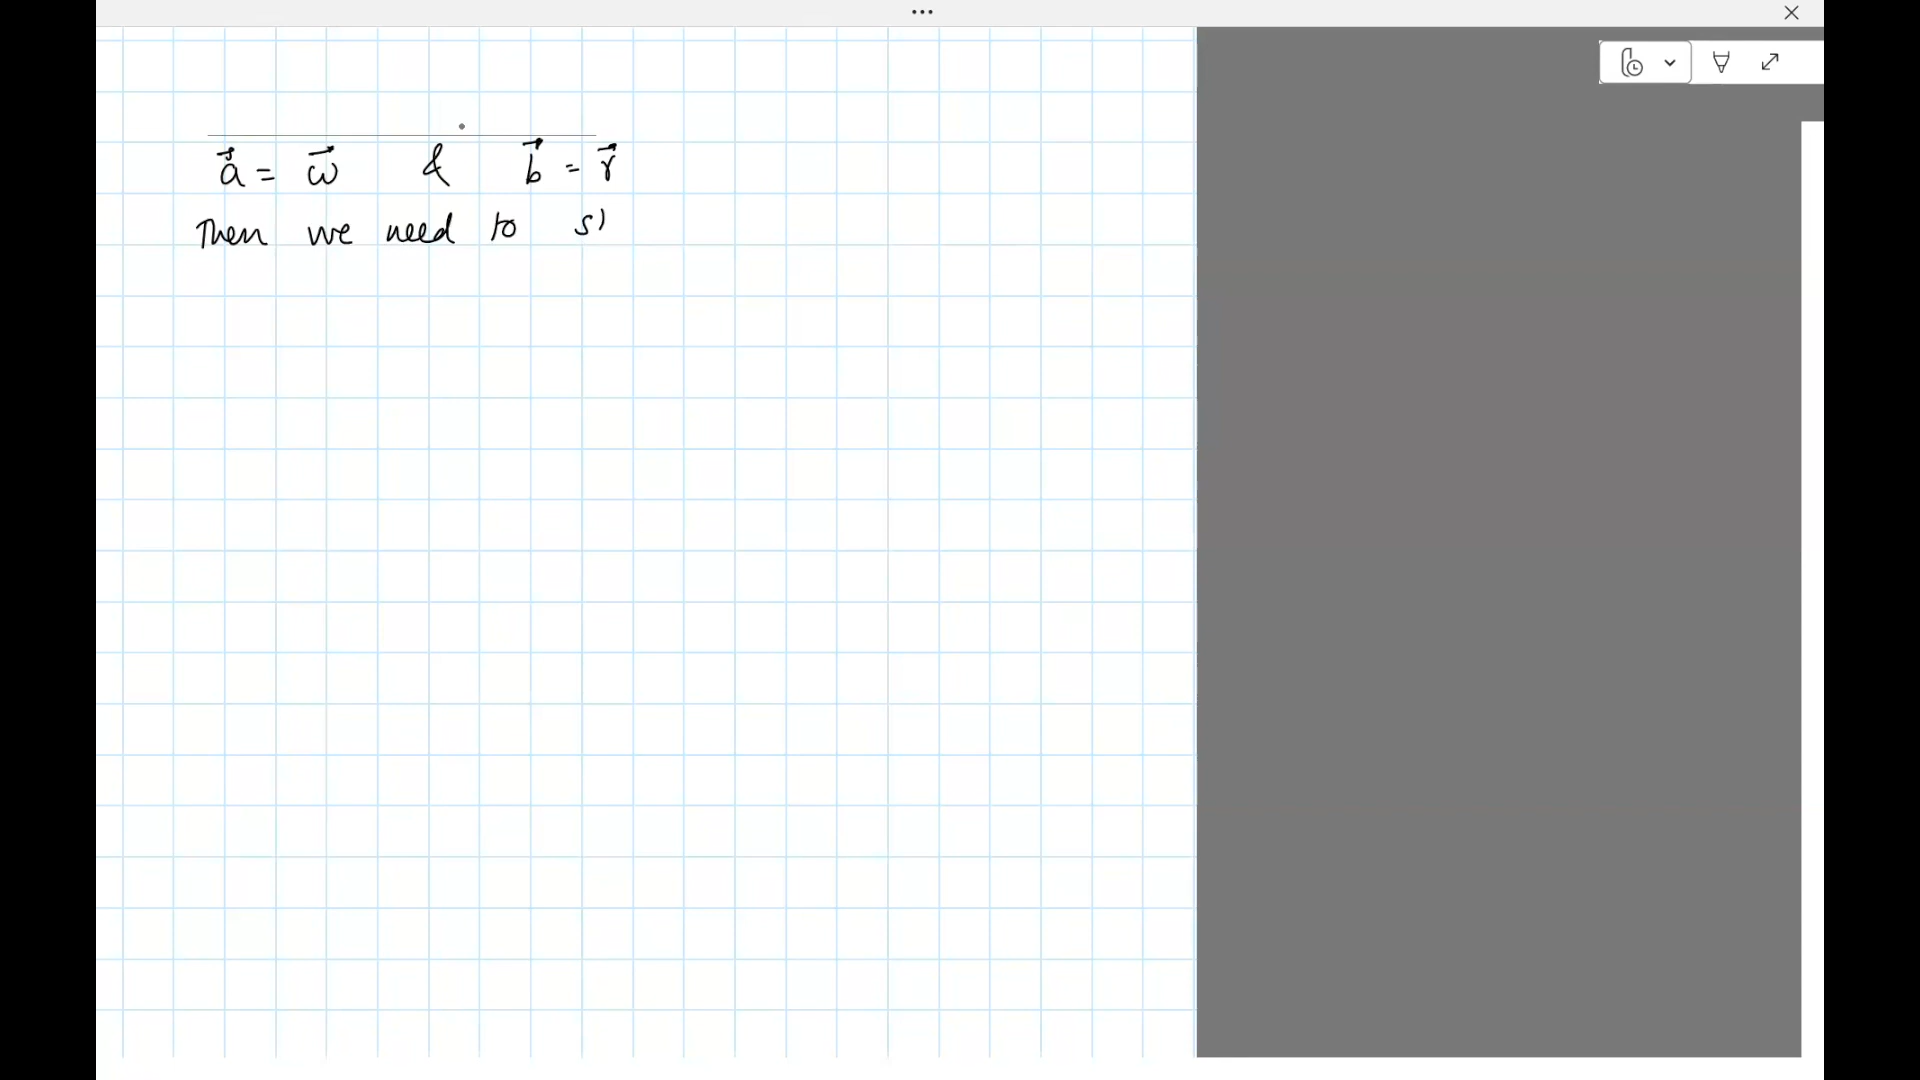 a⃗ = ω⃗ & b⃗ = r⃗
Then we need to